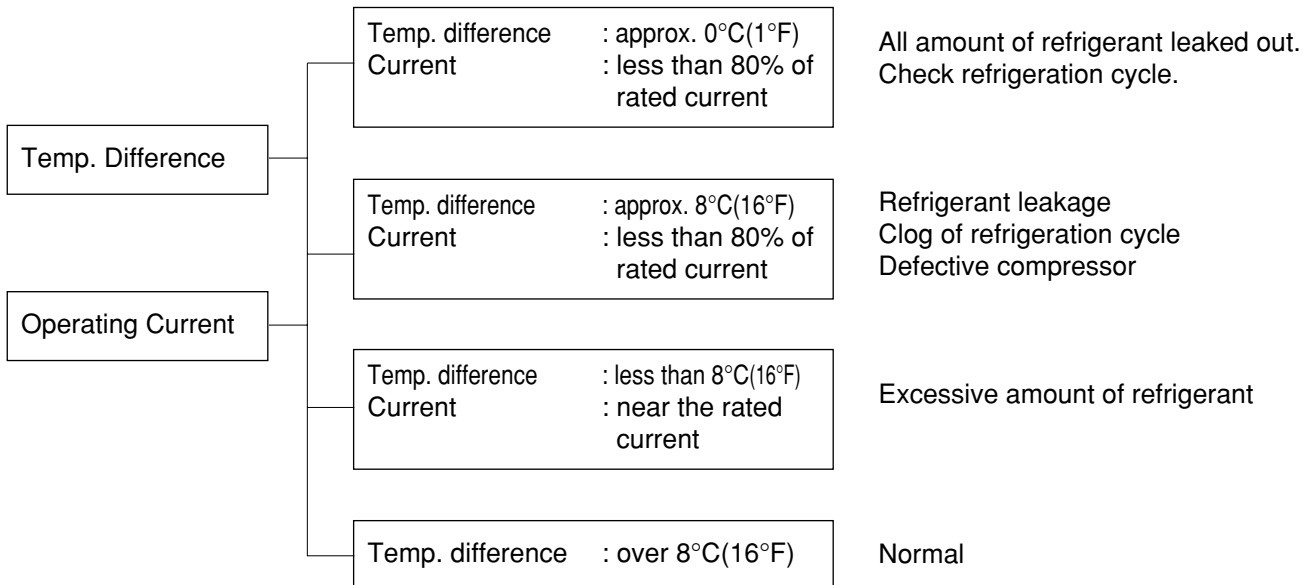 Temp. Difference
Operating Current
Temp. difference : approx. 0°C(1°F)
Current : less than 80% of
rated current
All amount of refrigerant leaked out.
Check refrigeration cycle.
Temp. difference : approx. 8°C(16°F)
Current : less than 80% of
rated current
Refrigerant leakage
Clog of refrigeration cycle
Defective compressor
Temp. difference : less than 8°C(16°F)
Current : near the rated
current
Excessive amount of refrigerant
Temp. difference : over 8°C(16°F)
Normal